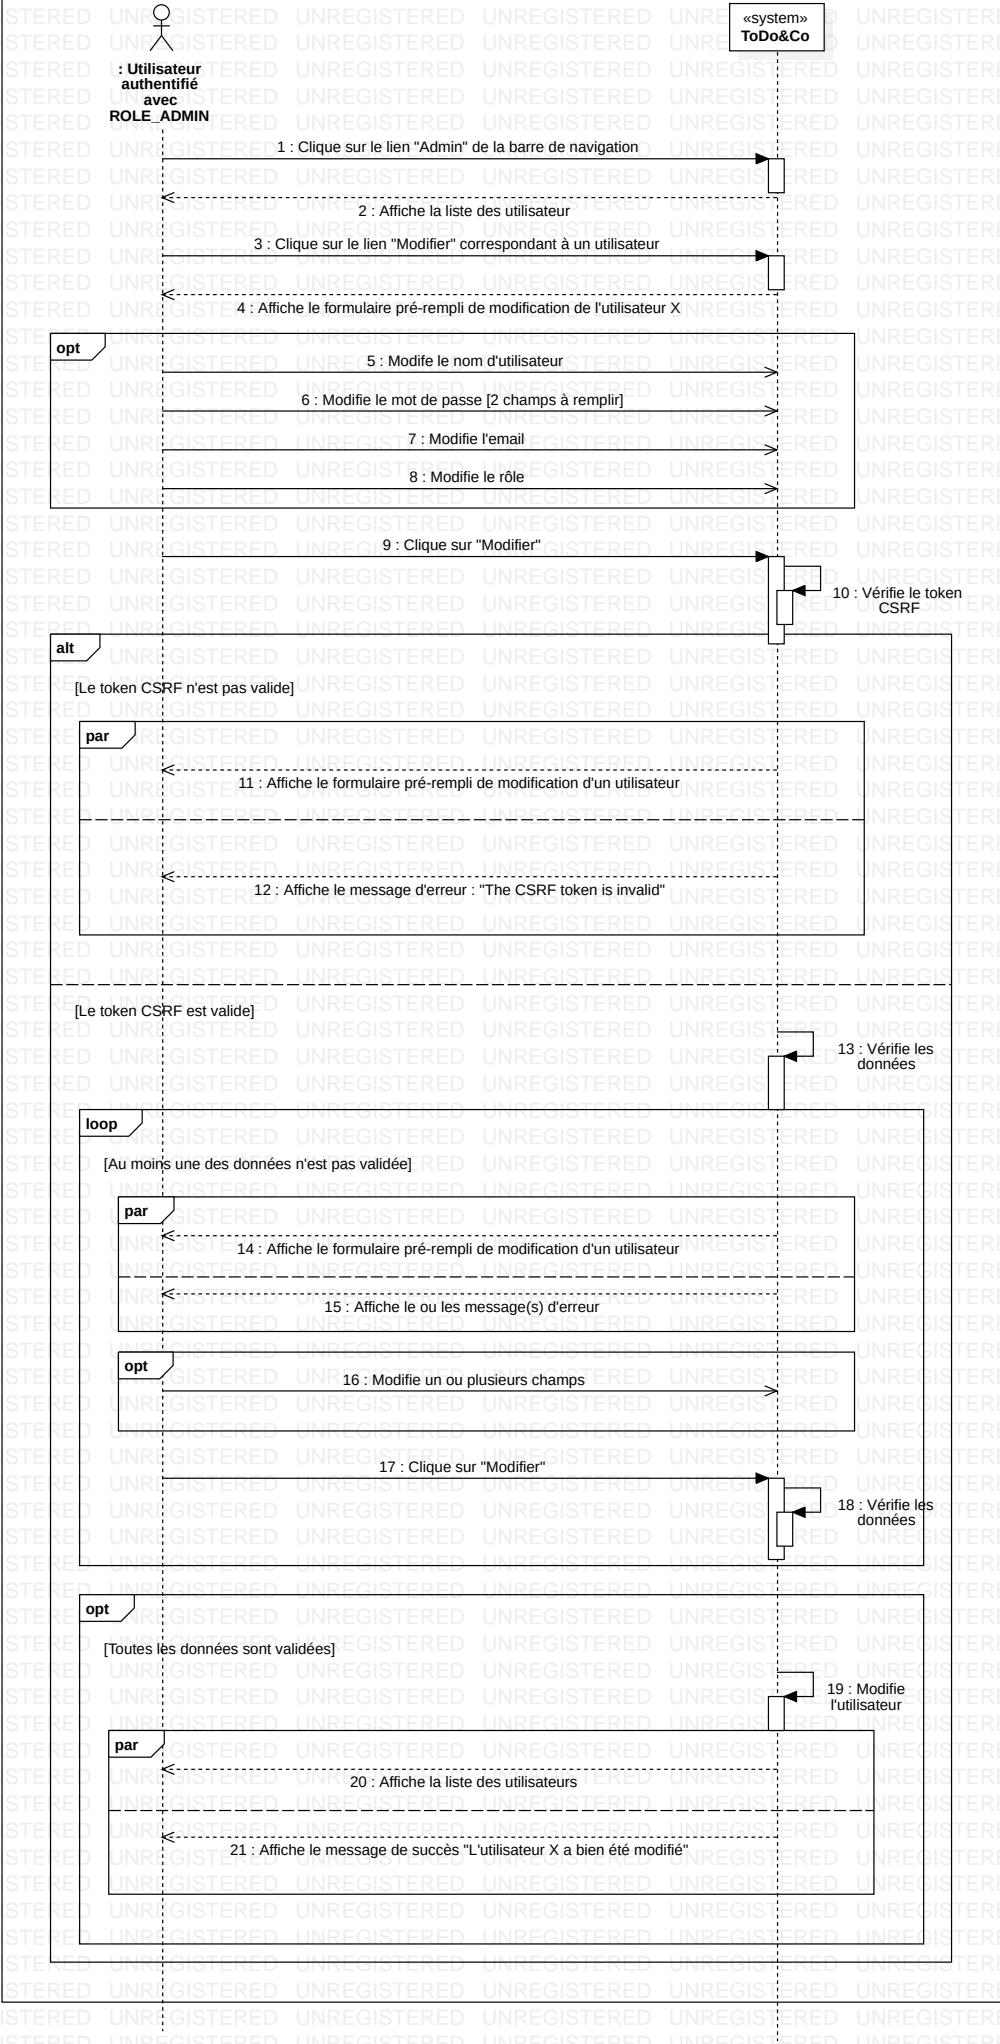 «system»
ToDo&Co
: Utilisateur
authentifié
avec
ROLE_ADMIN
1 : Clique sur le lien "Admin" de la barre de navigation
2 : Affiche la liste des utilisateur
3 : Clique sur le lien "Modifier" correspondant à un utilisateur
4 : Affiche le formulaire pré-rempli de modification de l'utilisateur X
opt
5 : Modife le nom d'utilisateur
6 : Modifie le mot de passe [2 champs à remplir]
7 : Modifie l'email
8 : Modifie le rôle
9 : Clique sur "Modifier"
10 : Vérifie le token
CSRF
alt
[Le token CSRF n'est pas valide]
par
11 : Affiche le formulaire pré-rempli de modification d'un utilisateur
12 : Affiche le message d'erreur : "The CSRF token is invalid"
[Le token CSRF est valide]
13 : Vérifie les
données
loop
[Au moins une des données n'est pas validée]
par
14 : Affiche le formulaire pré-rempli de modification d'un utilisateur
15 : Affiche le ou les message(s) d'erreur
opt
16 : Modifie un ou plusieurs champs
17 : Clique sur "Modifier"
18 : Vérifie les
données
opt
[Toutes les données sont validées]
19 : Modifie
l'utilisateur
par
20 : Affiche la liste des utilisateurs
21 : Affiche le message de succès "L'utilisateur X a bien été modifié"
UNREGISTERED